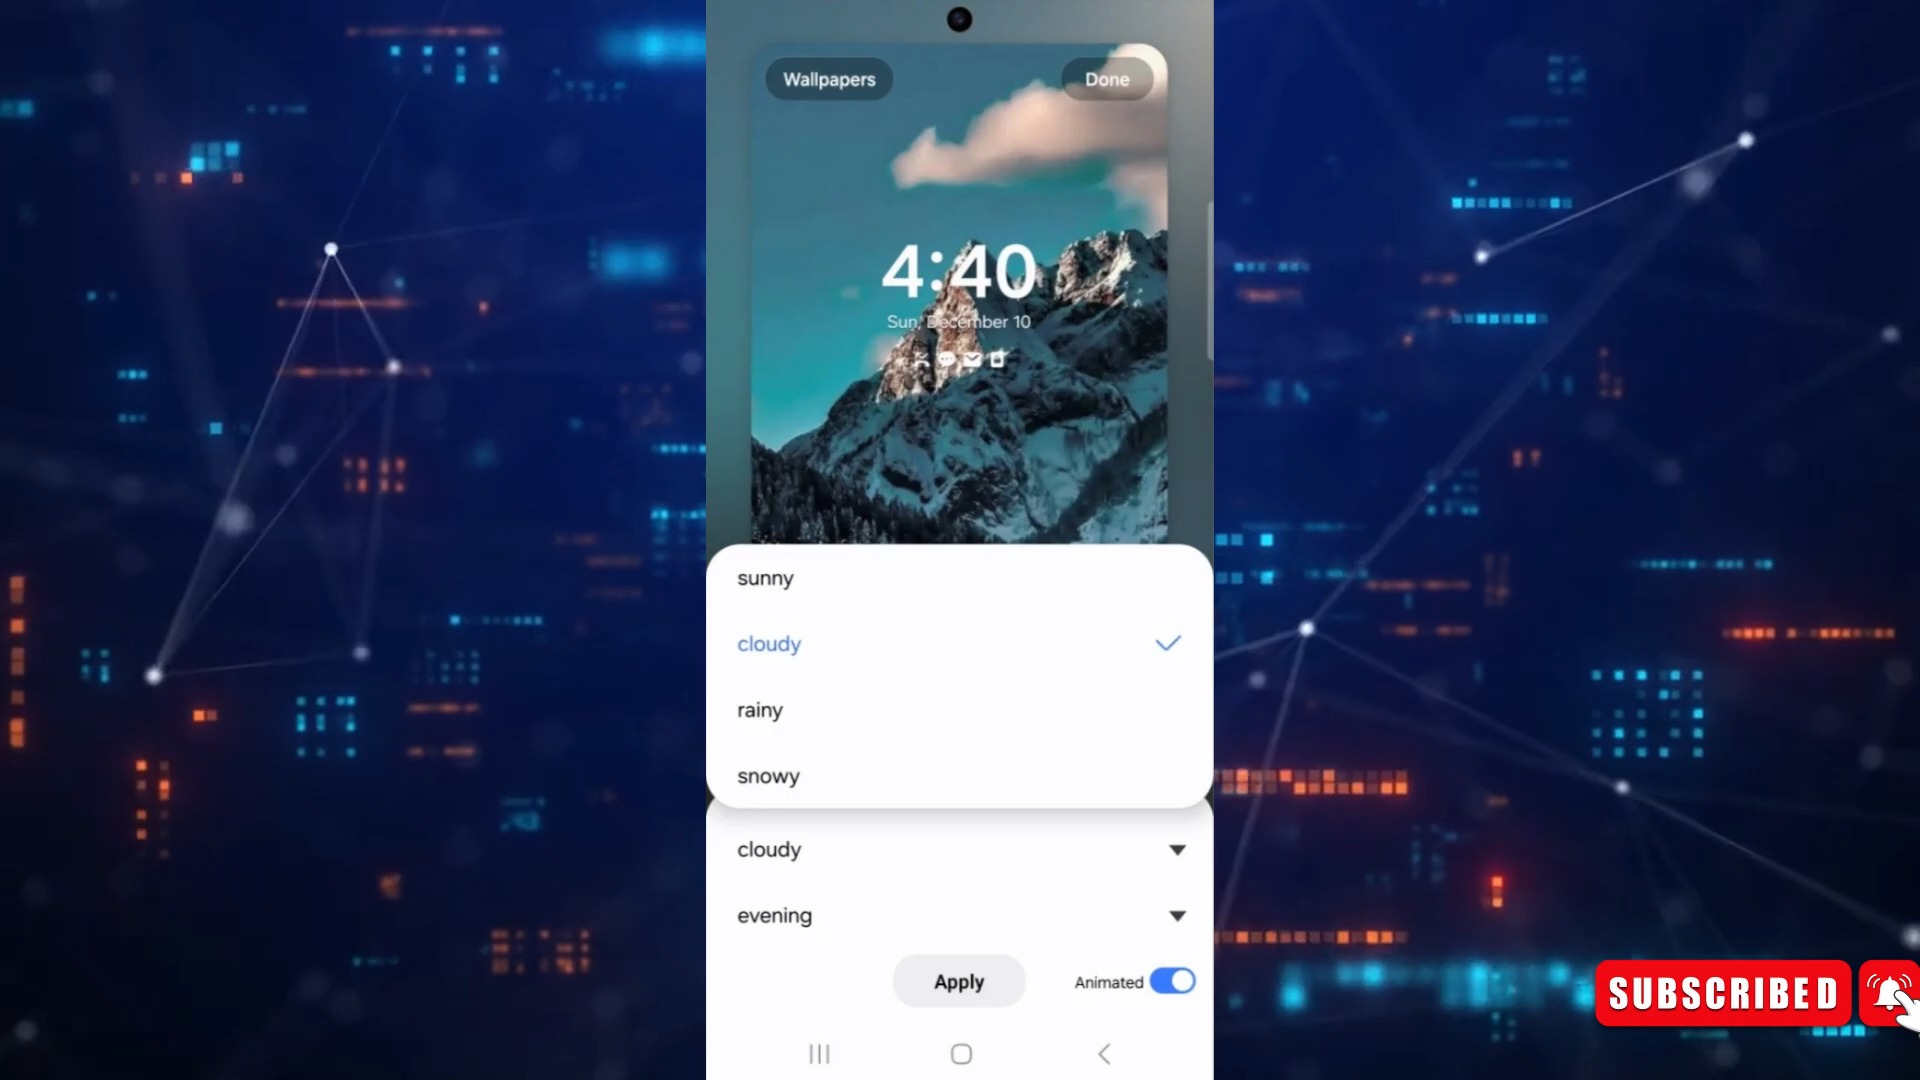 Wallpapers
Done
4:40
Sun, December 10
sunny
cloudy
rainy
snowy
cloudy
evening
Apply
Animated
SUBSCRIBED